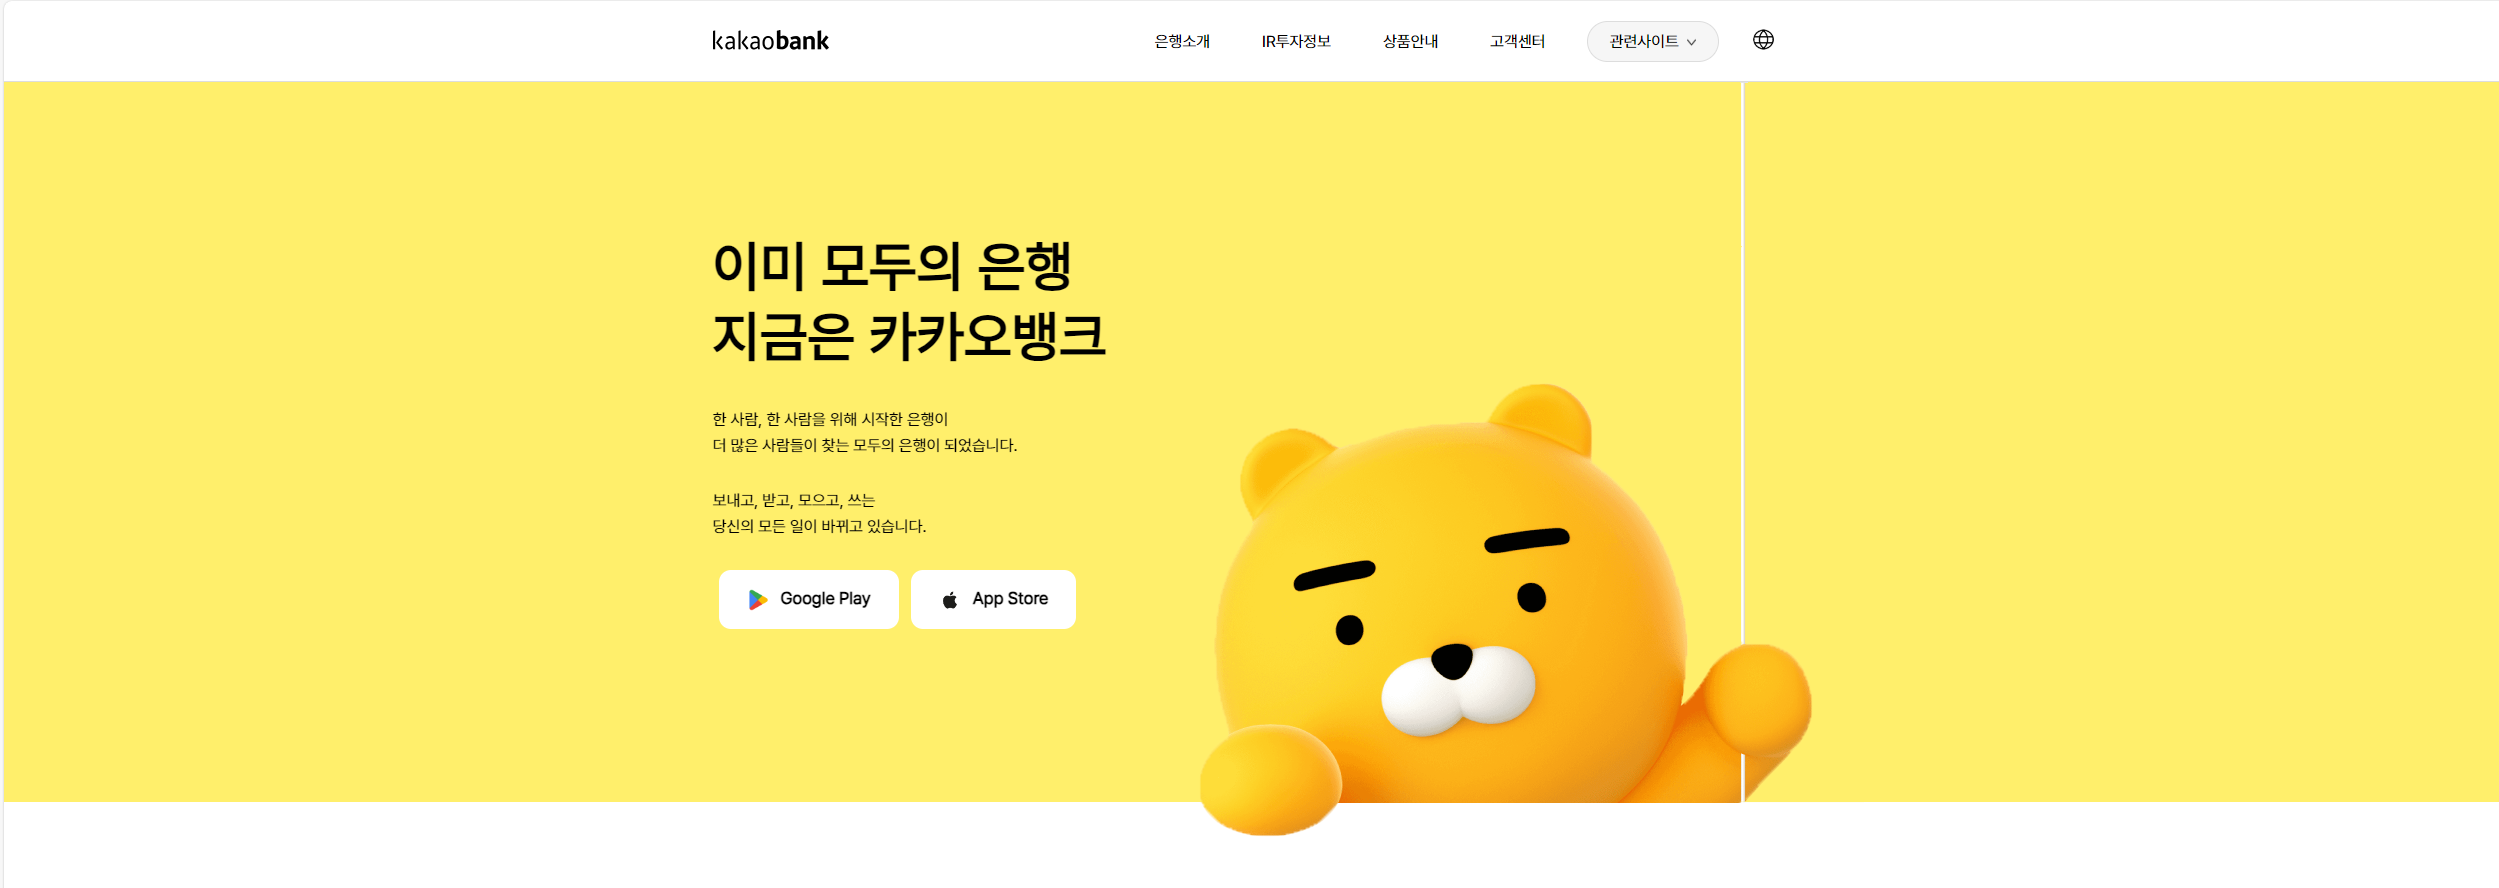 kakaobank
은행소개 IR투자정보 상품안내 고객센터 관련사이트
이미 모두의 은행
지금은 카카오뱅크
한 사람, 한 사람을 위해 시작한 은행이
더 많은 사람들이 찾는 모두의 은행이 되었습니다.
보내고, 받고, 모으고, 쓰는
당신의 모든 일이 바뀌고 있습니다.
Google Play App Store